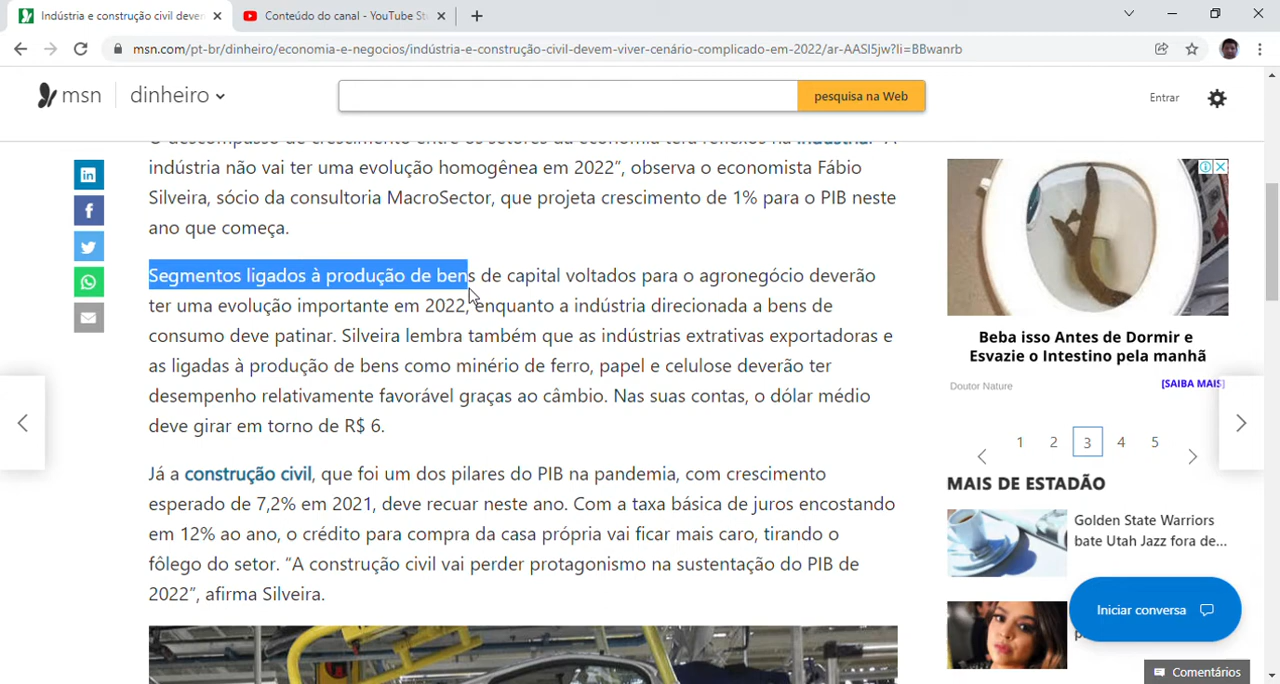 Indústria e construção civil deve
Conteúdo do canal - YouTube St
msn.com/pt-br/dinheiro/economia-e-negocios/indústria-e-construção-civil-devem-viver-cenário-complicado-em-2022/ar-AASI5jw?li=BBwanrb
msn dinheiro
pesquisa na Web
Entrar
O descompasso de crescimento entre os setores da economia terá reflexos na indústria. "A
indústria não vai ter uma evolução homogênea em 2022", observa o economista Fábio
Silveira, sócio da consultoria MacroSector, que projeta crescimento de 1% para o PIB neste
ano que começa.
Segmentos ligados à produção de bens de capital voltados para o agronegócio deverão
ter uma evolução importante em 2022, enquanto a indústria direcionada a bens de
consumo deve patinar. Silveira lembra também que as indústrias extrativas exportadoras e
as ligadas à produção de bens como minério de ferro, papel e celulose deverão ter
desempenho relativamente favorável graças ao câmbio. Nas suas contas, o dólar médio
deve girar em torno de R$ 6.
Já a construção civil, que foi um dos pilares do PIB na pandemia, com crescimento
esperado de 7,2% em 2021, deve recuar neste ano. Com a taxa básica de juros encostando
em 12% ao ano, o crédito para compra da casa própria vai ficar mais caro, tirando o
fôlego do setor. "A construção civil vai perder protagonismo na sustentação do PIB de
2022", afirma Silveira.
Beba isso Antes de Dormir e
Esvazie o Intestino pela manhã
Doutor Nature
[SAIBA MAIS]
1 2 3 4 5
MAIS DE ESTADÃO
Golden State Warriors
bate Utah Jazz fora de...
Iniciar conversa
Comentários